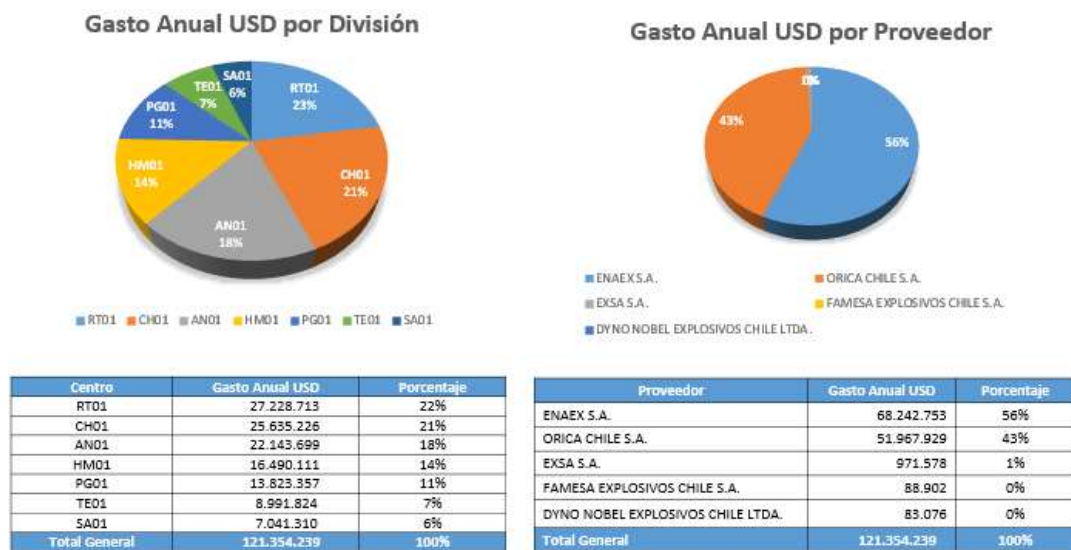 Gasto Anual USD por División
SA01
6%
TE01
7%
RT01
23%
PG01
11%
HM01
14%
CH01
21%
AN01
18%
RT01 CH01 AN01 HM01 PG01 TE01 SA01
Centro Gasto Anual USD Porcentaje
RT01 27.228.713 22%
CH01 25.635.226 21%
AN01 22.143.699 18%
HM01 16.490.111 14%
PG01 13.823.357 11%
TE01 8.991.824 7%
SA01 7.041.310 6%
Total General 121.354.239 100%
Gasto Anual USD por Proveedor
43%
56%
ENAEX S.A. ORICA CHILE S.A.
EXSA S.A. FAMESA EXPLOSIVOS CHILE S.A.
DYNO NOBEL EXPLOSIVOS CHILE LTDA.
Proveedor Gasto Anual USD Porcentaje
ENAEX S.A. 68.242.753 56%
ORICA CHILE S.A. 51.967.929 43%
EXSA S.A. 971.578 1%
FAMESA EXPLOSIVOS CHILE S.A. 88.902 0%
DYNO NOBEL EXPLOSIVOS CHILE LTDA. 83.076 0%
Total General 121.354.239 100%